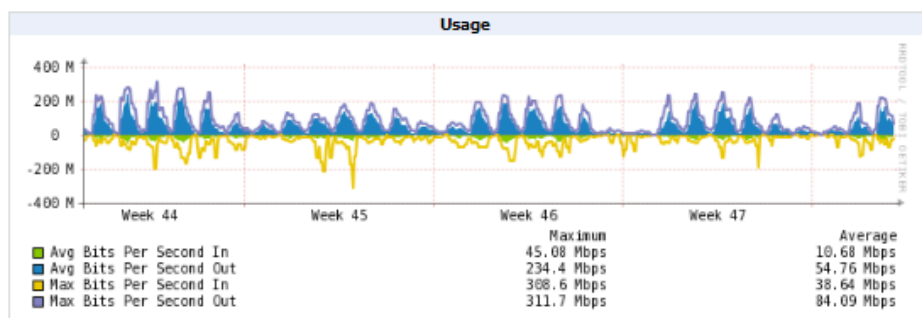 Usage
400 M
200 M
0
-200 M
-400 M
Week 44 Week 45 Week 46 Week 47
Maximum Average
Avg Bits Per Second In 45.08 Mbps 10.68 Mbps
Avg Bits Per Second Out 234.4 Mbps 54.76 Mbps
Max Bits Per Second In 308.6 Mbps 38.64 Mbps
Max Bits Per Second Out 311.7 Mbps 84.09 Mbps
RRDTOOL / TOBI OETIKER